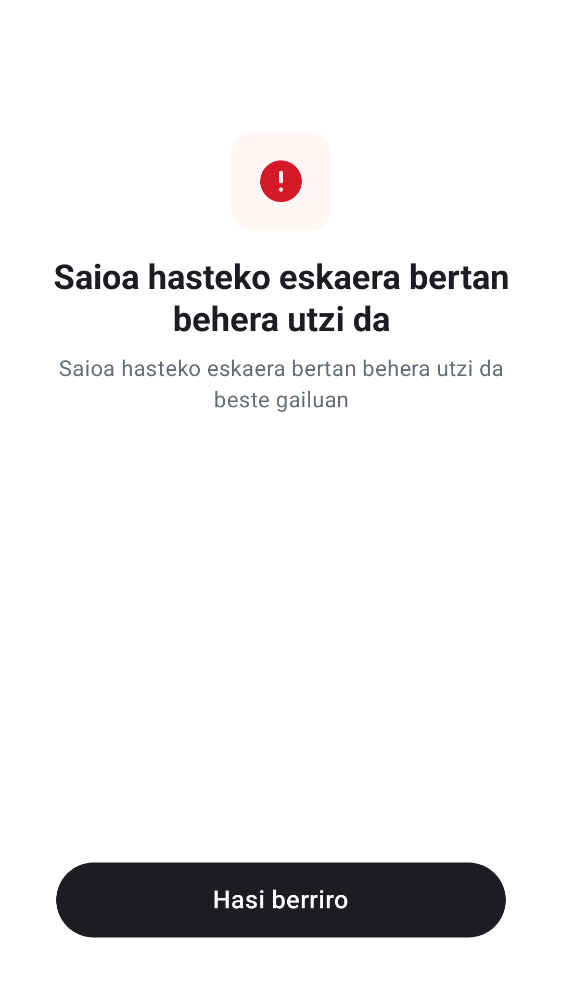 Saioa hasteko eskaera bertan
behera utzi da
Saioa hasteko eskaera bertan behera utzi da
beste gailuan
Hasi berriro